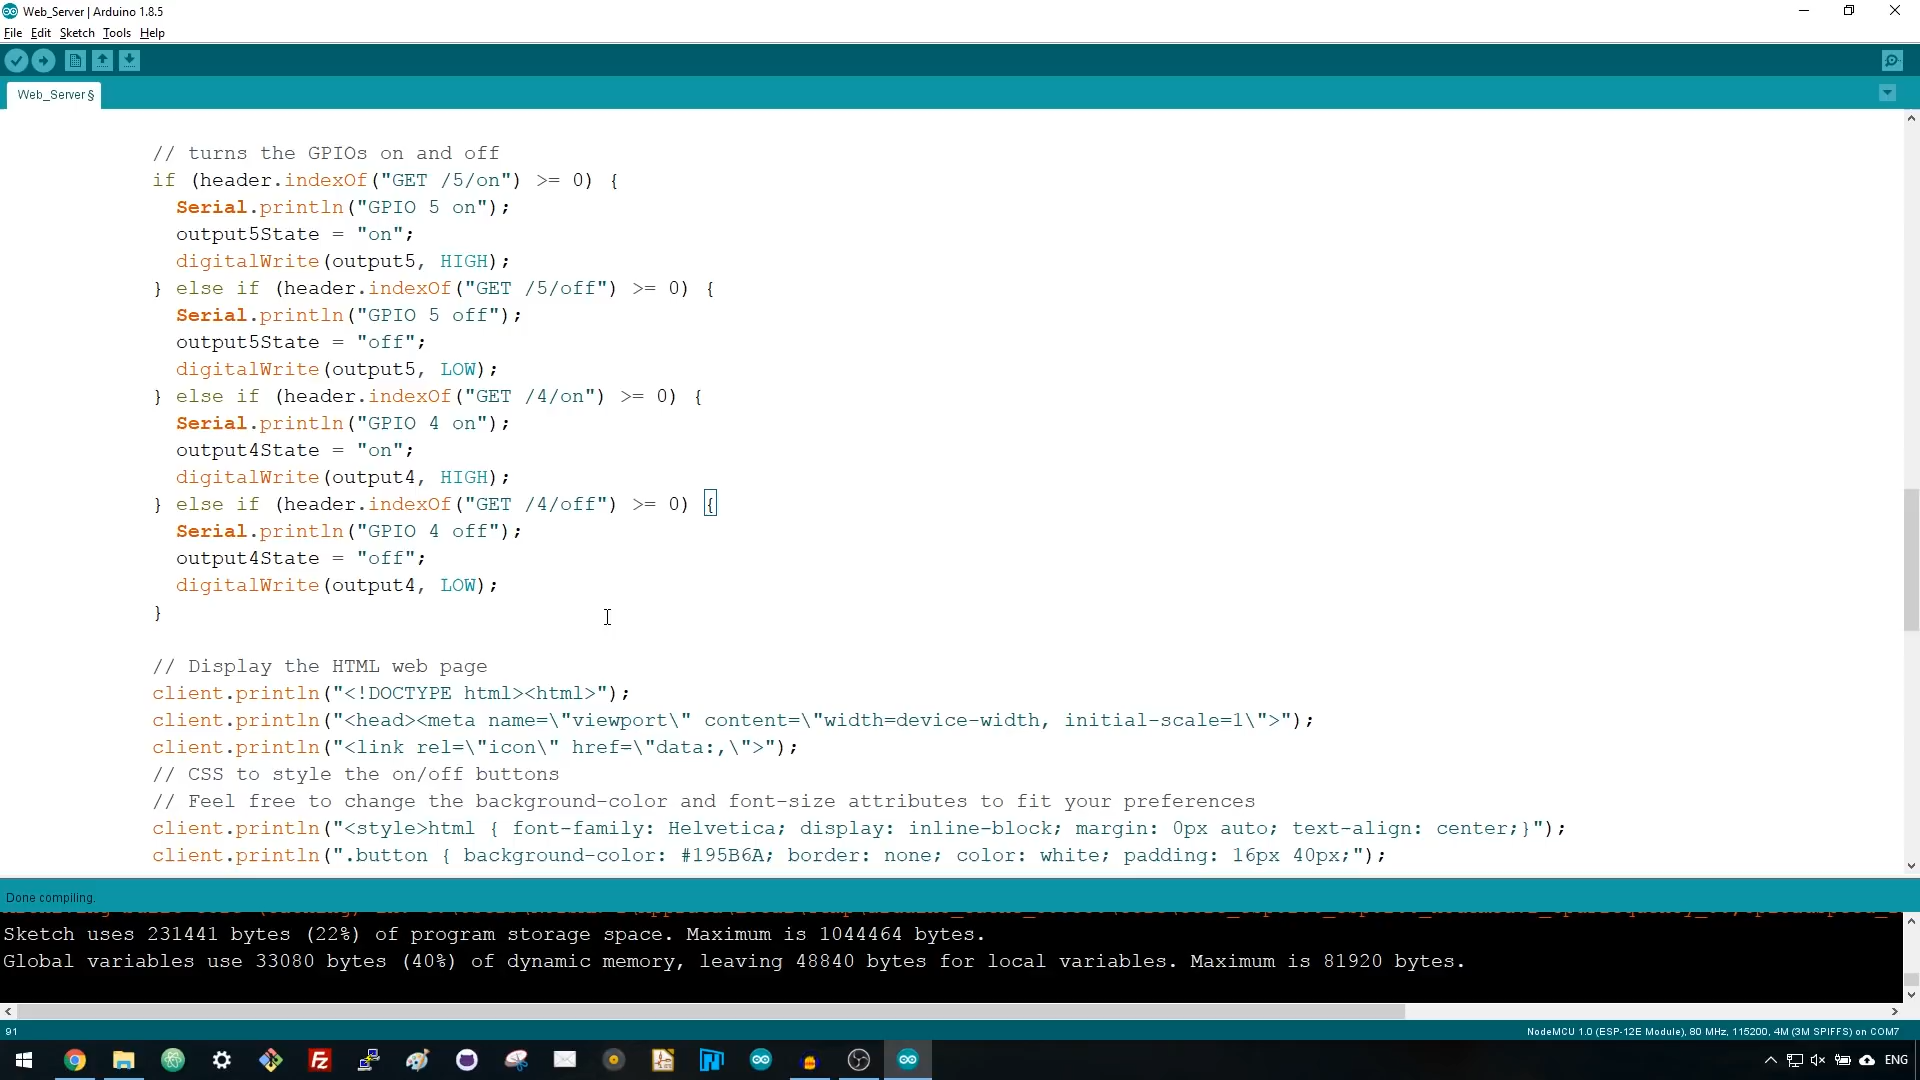 Web_Server | Arduino 1.8.5
File Edit Sketch Tools Help
Web_Server §
// turns the GPIOs on and off
if (header.indexOf("GET /5/on") >= 0) {
Serial.println("GPIO 5 on");
output5State = "on";
digitalWrite(output5, HIGH);
} else if (header.indexOf("GET /5/off") >= 0) {
Serial.println("GPIO 5 off");
output5State = "off";
digitalWrite(output5, LOW);
} else if (header.indexOf("GET /4/on") >= 0) {
Serial.println("GPIO 4 on");
output4State = "on";
digitalWrite(output4, HIGH);
} else if (header.indexOf("GET /4/off") >= 0) {
Serial.println("GPIO 4 off");
output4State = "off";
digitalWrite(output4, LOW);
}
// Display the HTML web page
client.println("<!DOCTYPE html><html>");
client.println("<head><meta name=\"viewport\" content=\"width=device-width, initial-scale=1\">");
client.println("<link rel=\"icon\" href=\"data:,\">");
// CSS to style the on/off buttons
// Feel free to change the background-color and font-size attributes to fit your preferences
client.println("<style>html { font-family: Helvetica; display: inline-block; margin: 0px auto; text-align: center;}");
client.println(".button { background-color: #195B6A; border: none; color: white; padding: 16px 40px;");
Done compiling.
Sketch uses 231441 bytes (22%) of program storage space. Maximum is 1044464 bytes.
Global variables use 33080 bytes (40%) of dynamic memory, leaving 48840 bytes for local variables. Maximum is 81920 bytes.
91
NodeMCU 1.0 (ESP-12E Module), 80 MHz, 115200, 4M (3M SPIFFS) on COM7
ENG